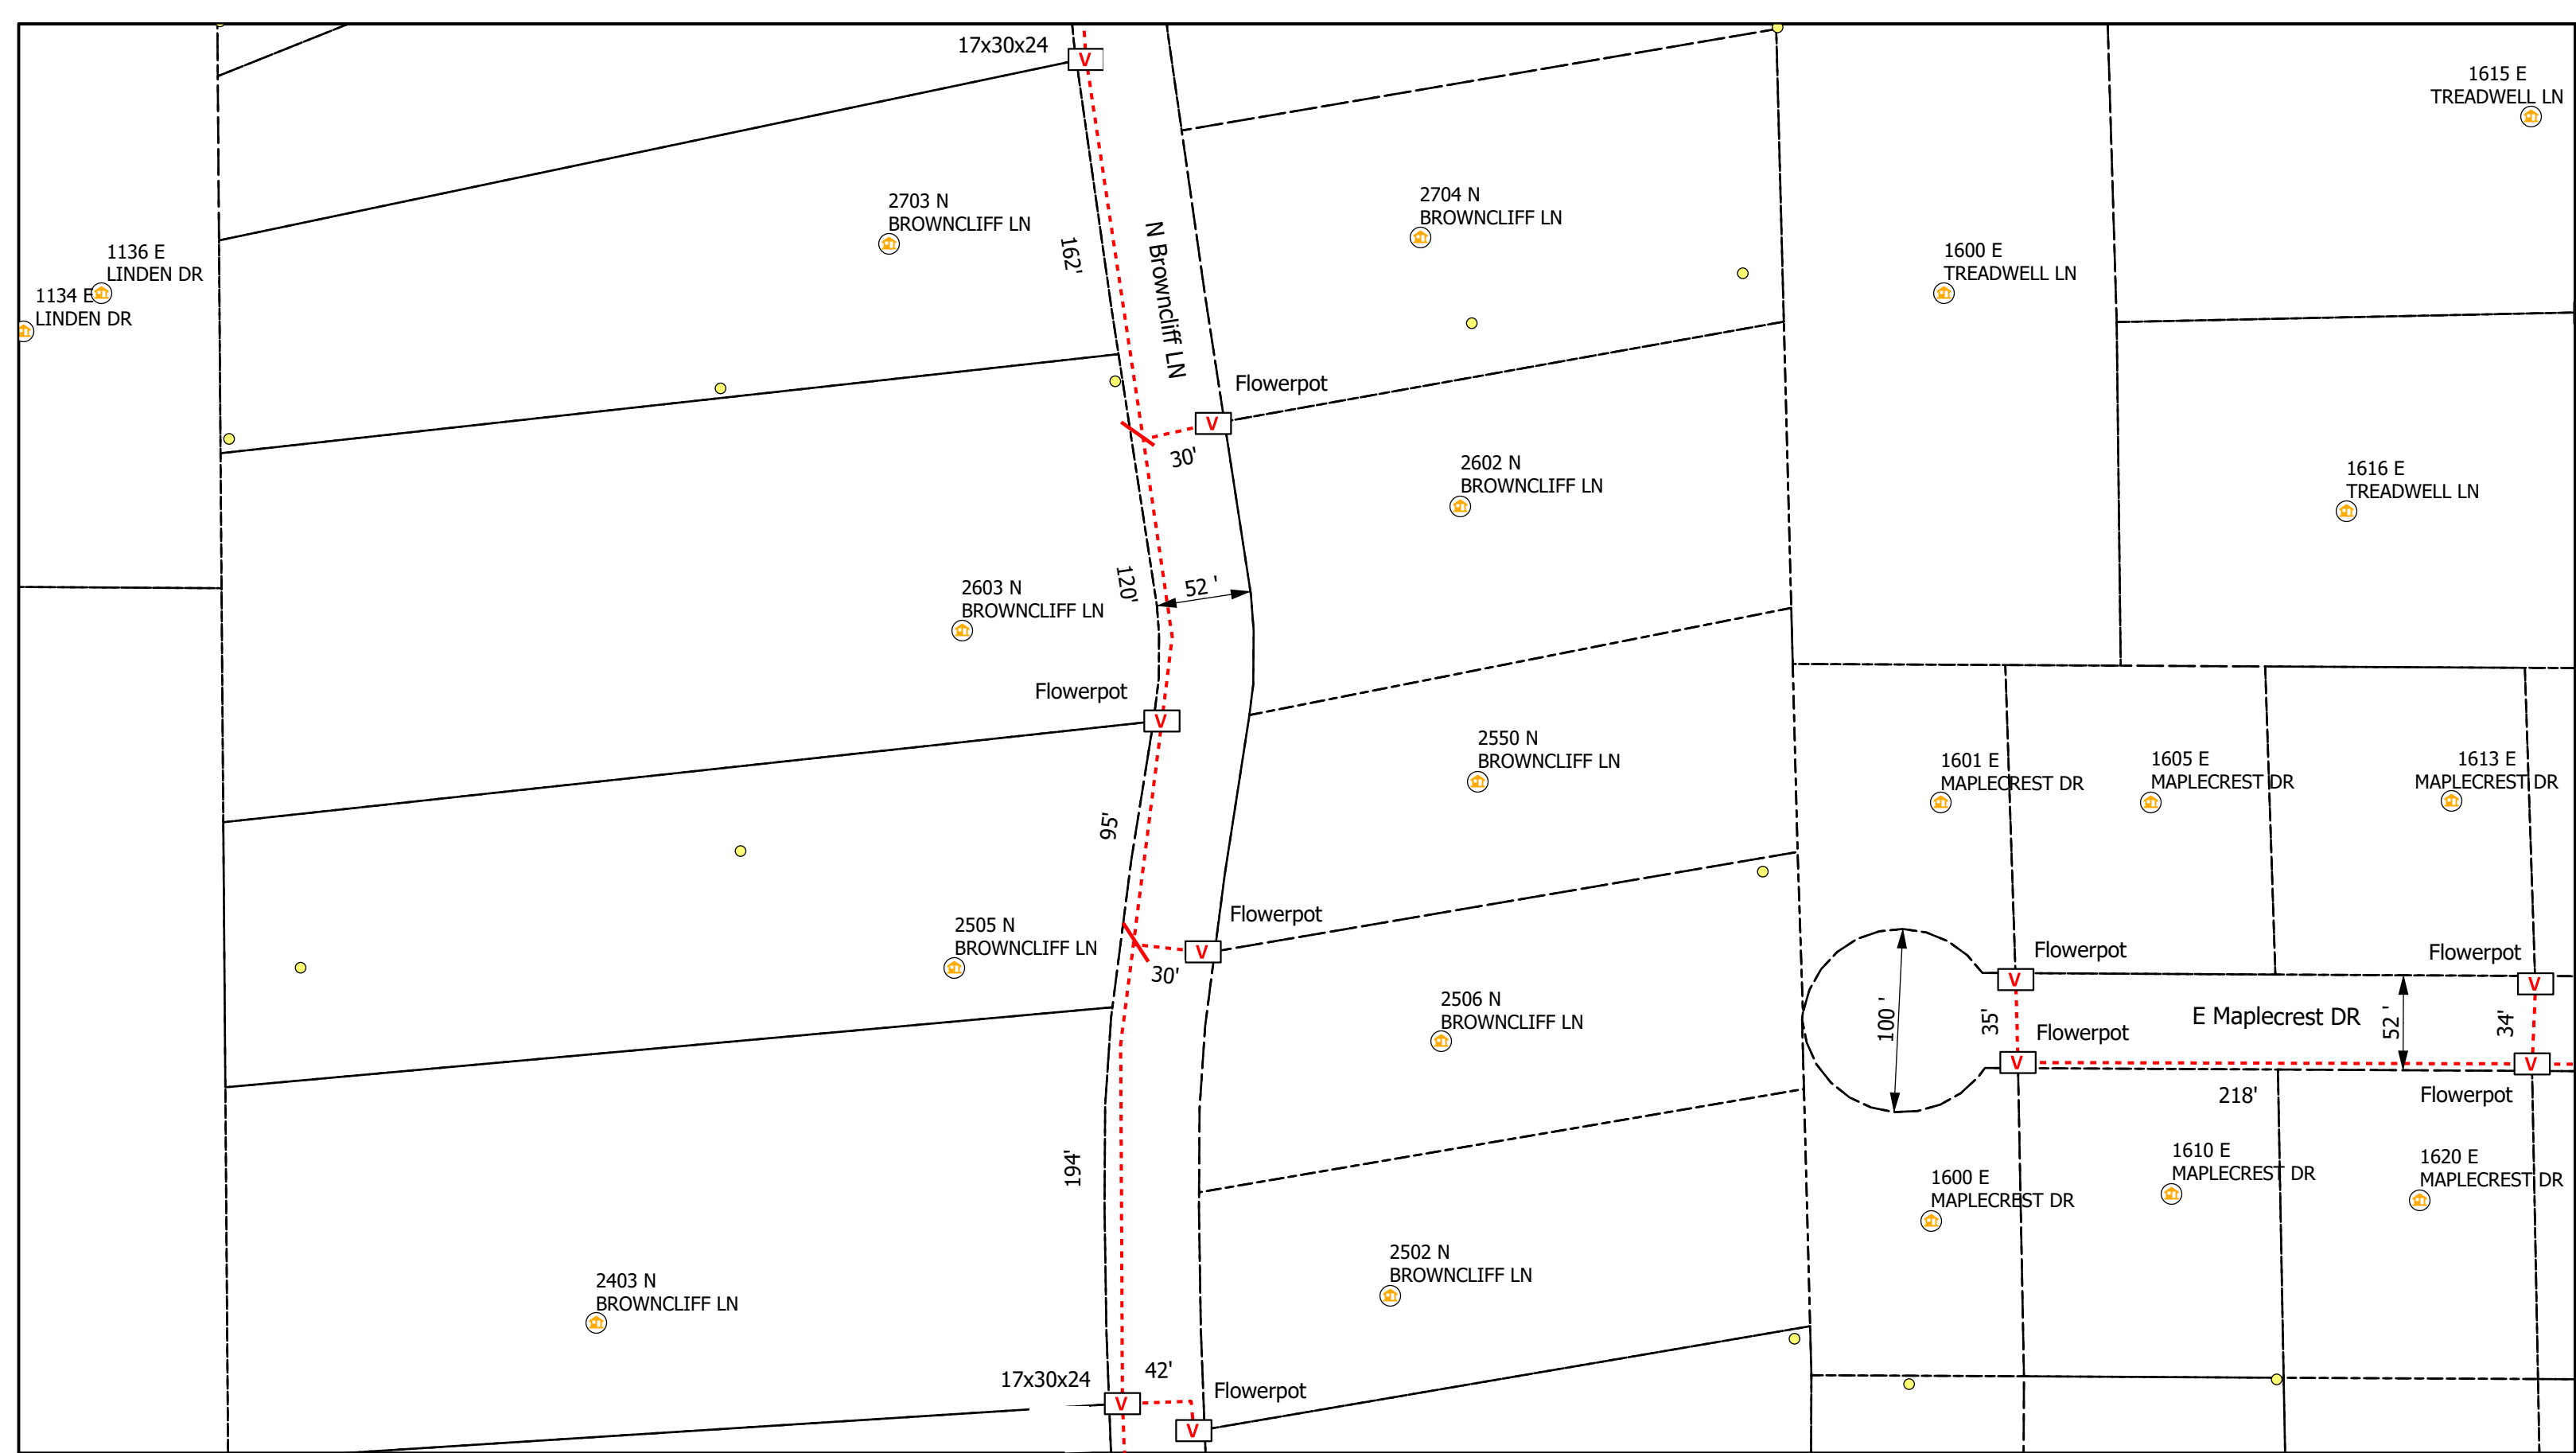 17x30x24
V
1615 E
TREADWELL LN
2703 N
BROWNCLIFF LN
2704 N
BROWNCLIFF LN
162'
N Browncliff LN
1136 E
LINDEN DR
1134 E
LINDEN DR
1600 E
TREADWELL LN
Flowerpot
V
30'
2602 N
BROWNCLIFF LN
1616 E
TREADWELL LN
120'
52 '
2603 N
BROWNCLIFF LN
Flowerpot
V
2550 N
BROWNCLIFF LN
1601 E
MAPLECREST DR
1605 E
MAPLECREST DR
1613 E
MAPLECREST DR
95'
Flowerpot
V
30'
2505 N
BROWNCLIFF LN
2506 N
BROWNCLIFF LN
100 '
Flowerpot
V
35'
Flowerpot
V
E Maplecrest DR
52 '
Flowerpot
V
34'
V
Flowerpot
218'
194'
1600 E
MAPLECREST DR
1610 E
MAPLECREST DR
1620 E
MAPLECREST DR
2403 N
BROWNCLIFF LN
2502 N
BROWNCLIFF LN
17x30x24
V
42'
Flowerpot
V